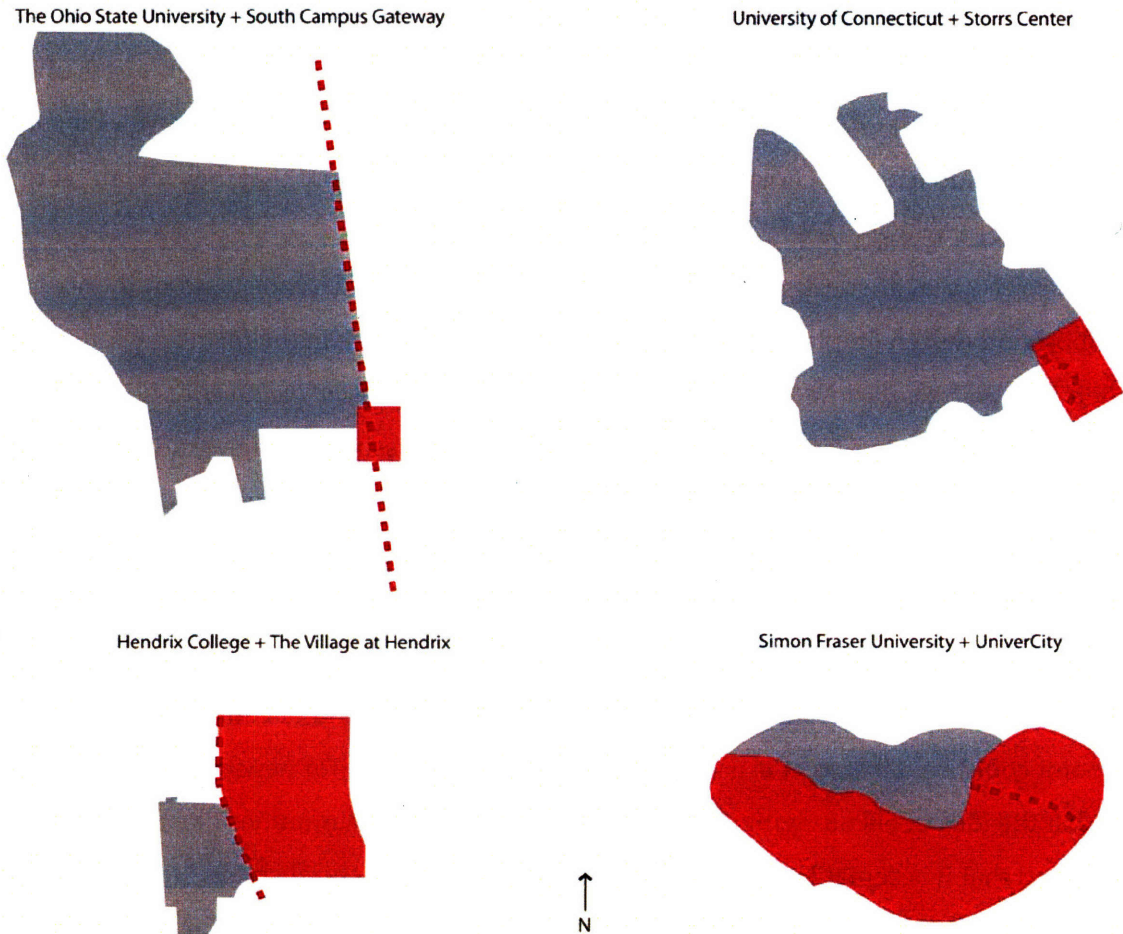 The Ohio State University + South Campus Gateway
University of Connecticut + Storrs Center
Hendrix College + The Village at Hendrix
Simon Fraser University + UniverCity
N